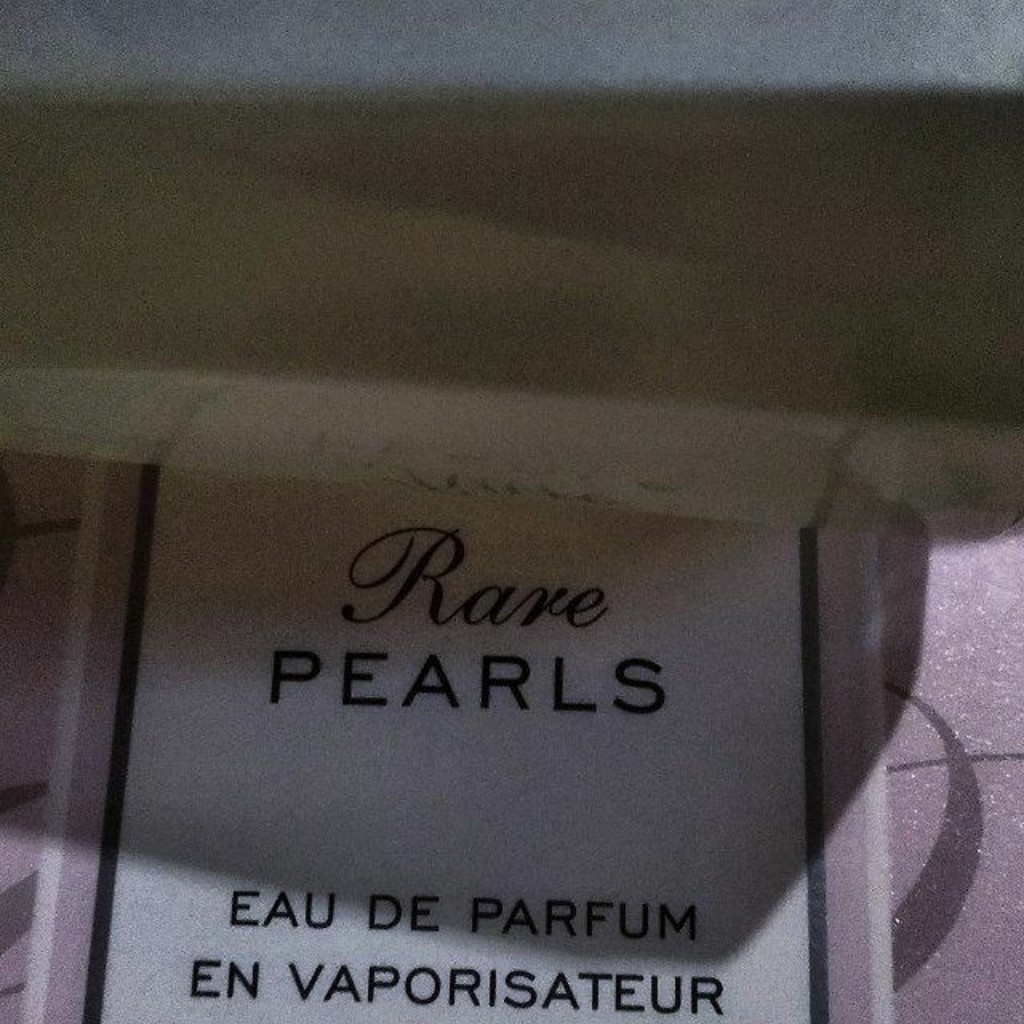 Rare
PEARLS
EAU DE PARFUM
EN VAPORISATEUR